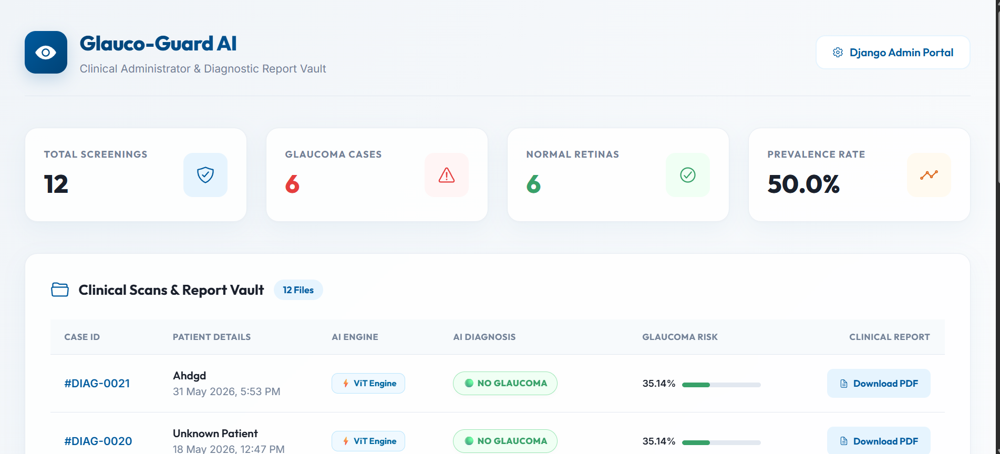 Glauco-Guard AI
Clinical Administrator & Diagnostic Report Vault
Django Admin Portal
TOTAL SCREENINGS
12
GLAUCOMA CASES
6
NORMAL RETINAS
6
PREVALENCE RATE
50.0%
Clinical Scans & Report Vault
12 Files
CASE ID PATIENT DETAILS AI ENGINE AI DIAGNOSIS GLAUCOMA RISK CLINICAL REPORT
#DIAG-0021
Ahdgd
31 May 2026, 5:53 PM
ViT Engine
NO GLAUCOMA
35.14%
Download PDF
#DIAG-0020
Unknown Patient
18 May 2026, 12:47 PM
ViT Engine
NO GLAUCOMA
35.14%
Download PDF